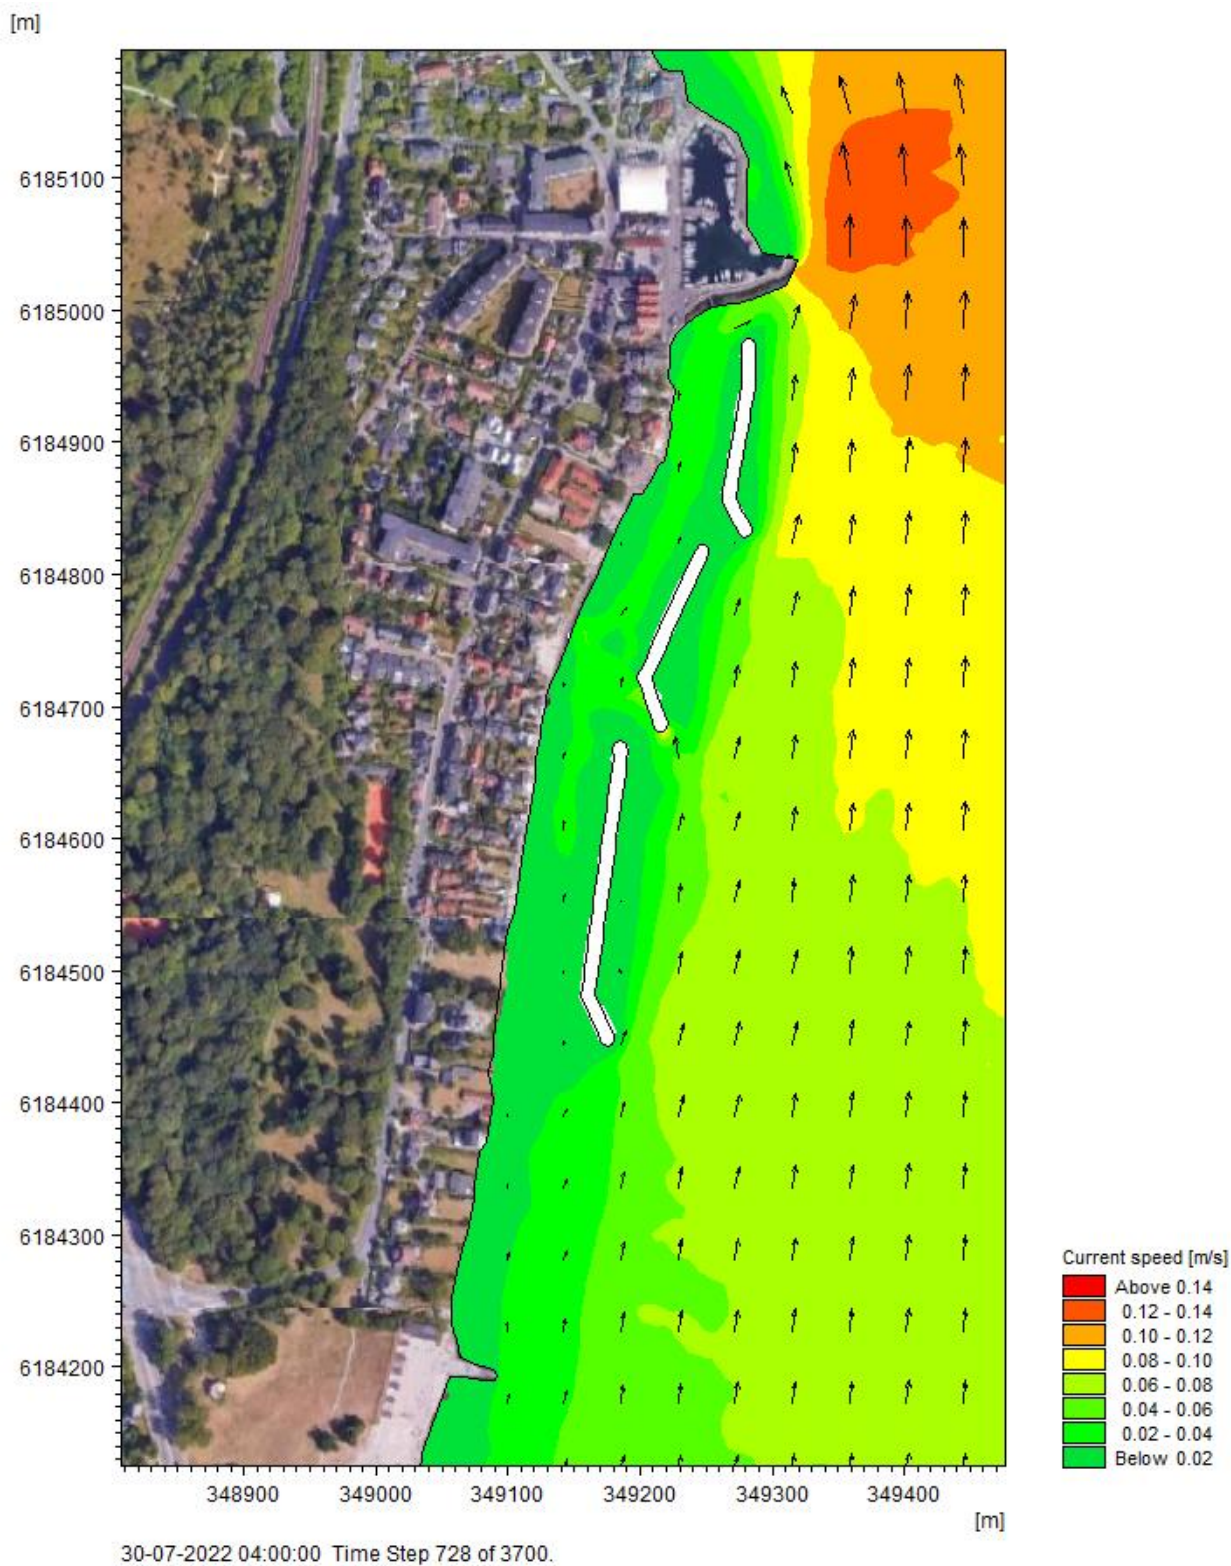 [m]
6185100
6185000
6184900
6184800
6184700
6184600
6184500
6184400
6184300
6184200
348900 349000 349100 349200 349300 349400
[m]
Current speed [m/s]
Above 0.14
0.12 - 0.14
0.10 - 0.12
0.08 - 0.10
0.06 - 0.08
0.04 - 0.06
0.02 - 0.04
Below 0.02
30-07-2022 04:00:00 Time Step 728 of 3700.